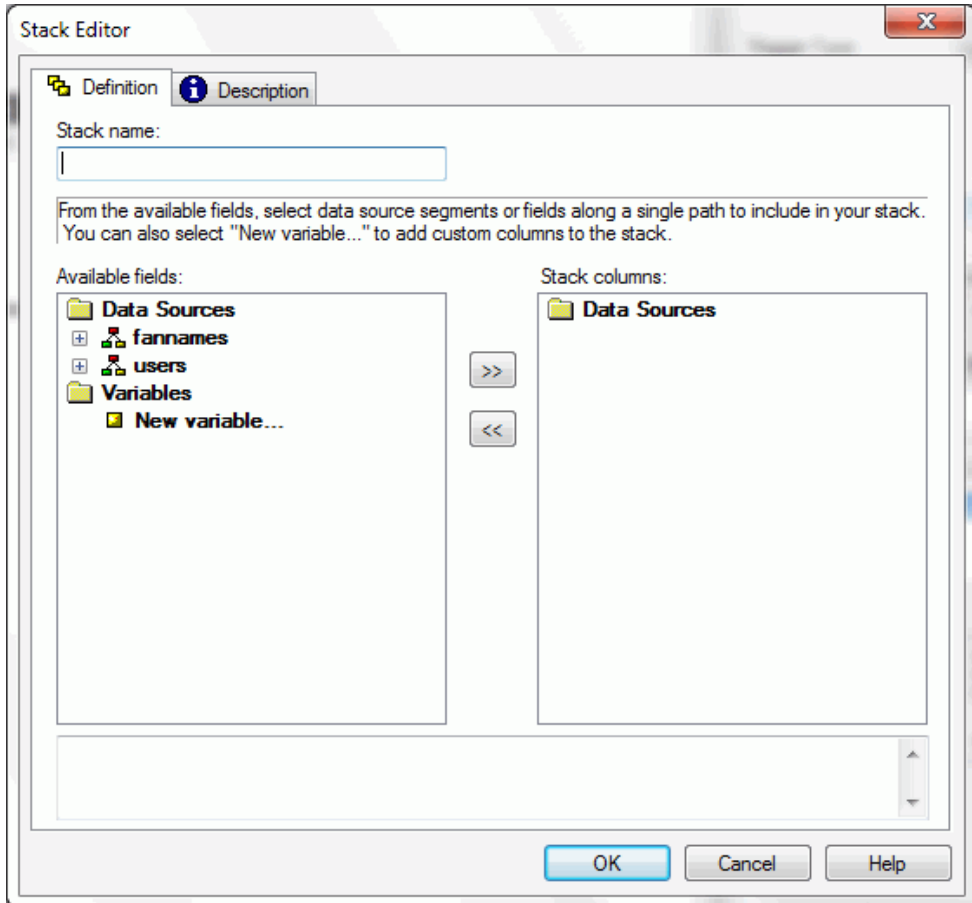 Stack Editor
x
Definition
Description
Stack name:
From the available fields, select data source segments or fields along a single path to include in your stack.
You can also select "New variable..." to add custom columns to the stack.
Available fields:
Stack columns:
Data Sources
fannames
users
Variables
New variable...
Data Sources
>>
<<
OK
Cancel
Help